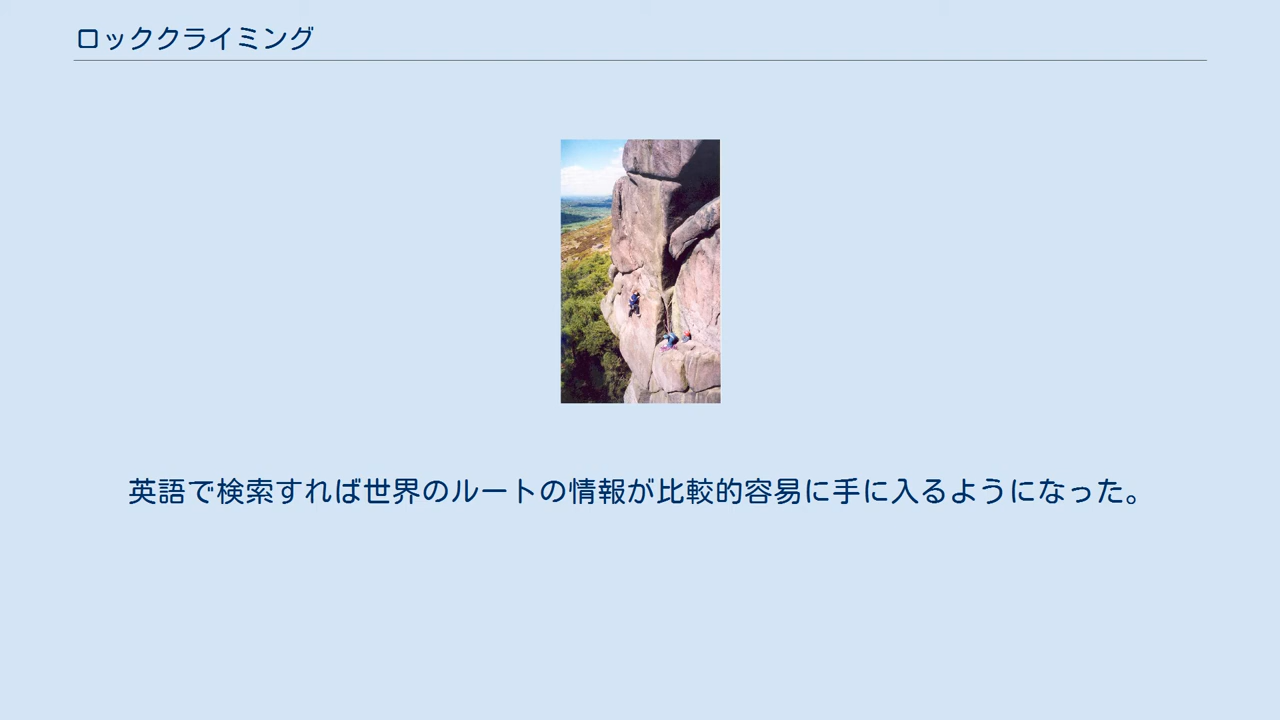 ロッククライミング
英語で検索すれば世界のルートの情報が比較的容易に手に入るようになった。